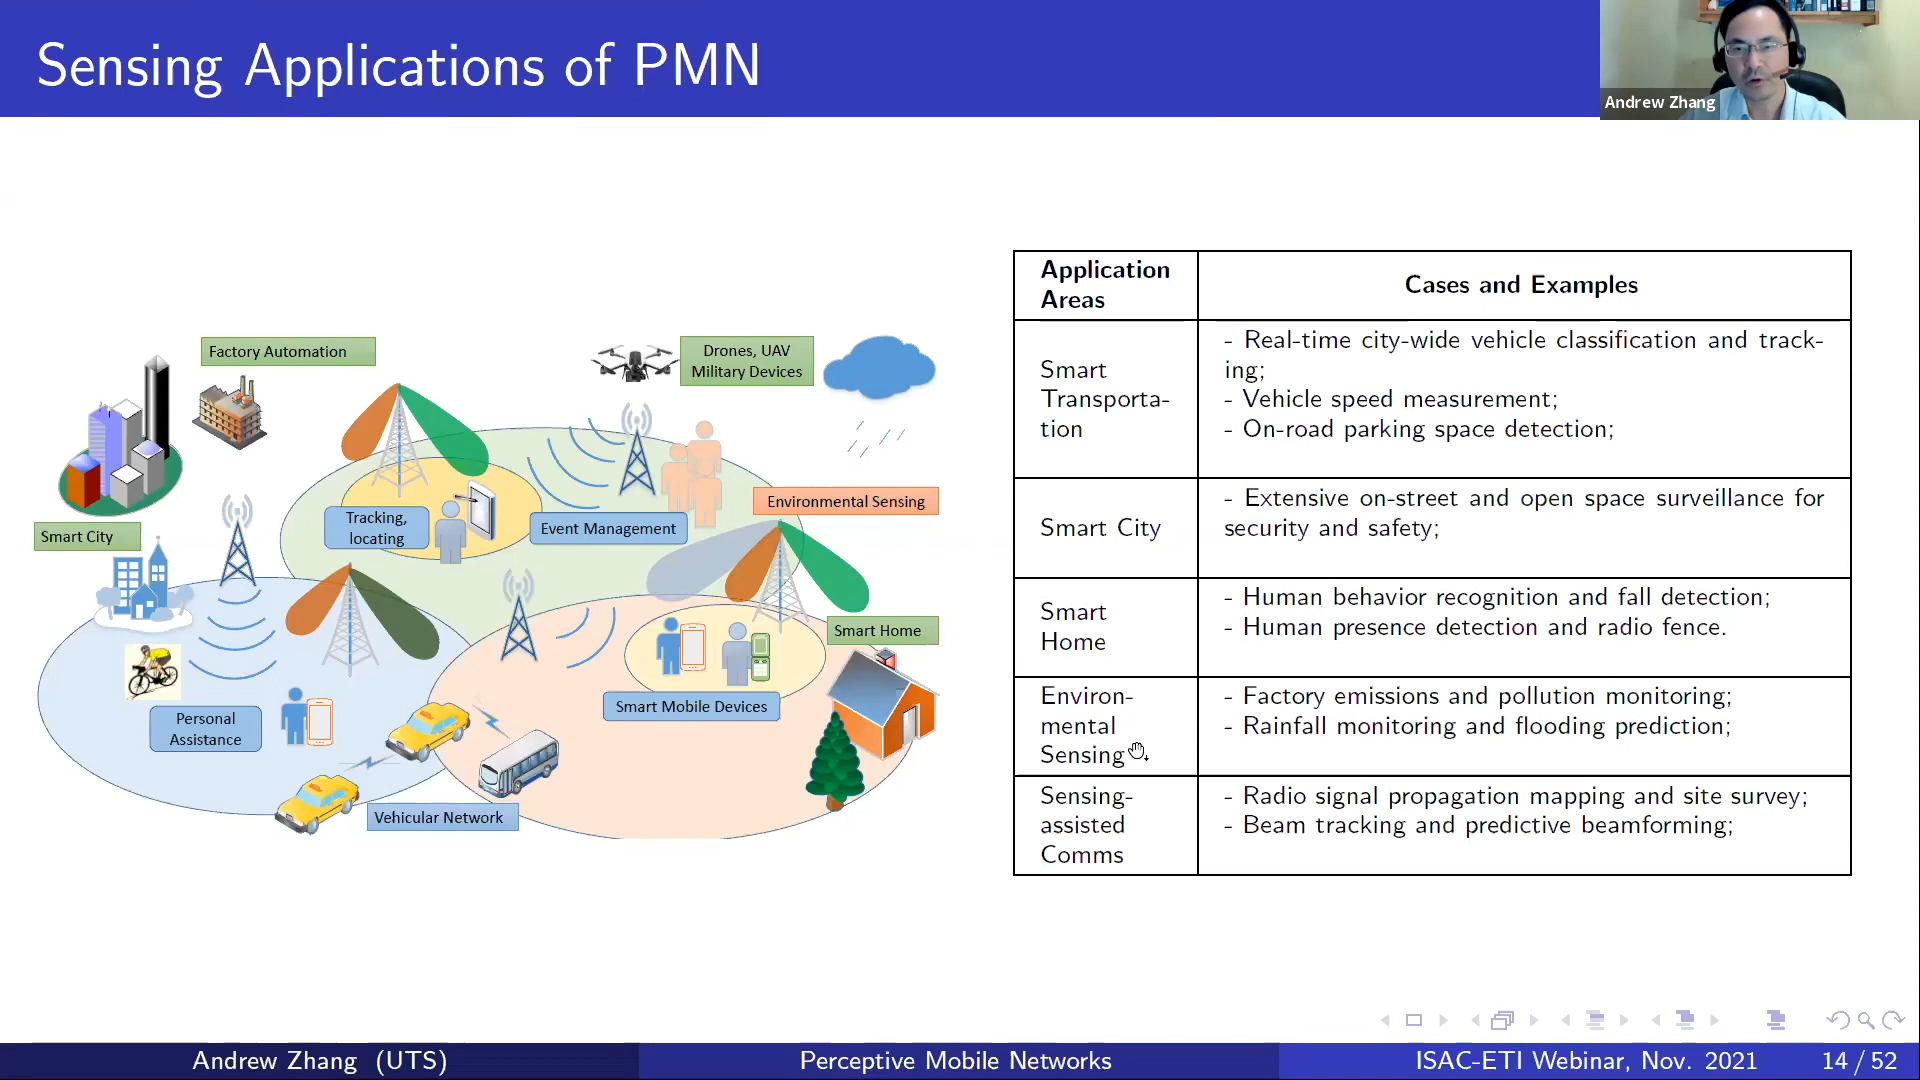 Sensing Applications of PMN
Andrew Zhang
Factory Automation
Drones, UAV
Military Devices
Smart City
Tracking,
locating
Event Management
Environmental Sensing
Smart Home
Personal
Assistance
Smart Mobile Devices
Vehicular Network
Application
Areas
Cases and Examples
Smart
Transporta-
tion
- Real-time city-wide vehicle classification and track-
ing;
- Vehicle speed measurement;
- On-road parking space detection;
Smart City
- Extensive on-street and open space surveillance for
security and safety;
Smart
Home
- Human behavior recognition and fall detection;
- Human presence detection and radio fence.
Environ-
mental
Sensing
- Factory emissions and pollution monitoring;
- Rainfall monitoring and flooding prediction;
Sensing-
assisted
Comms
- Radio signal propagation mapping and site survey;
- Beam tracking and predictive beamforming;
Andrew Zhang (UTS)
Perceptive Mobile Networks
ISAC-ETI Webinar, Nov. 2021
14 / 52